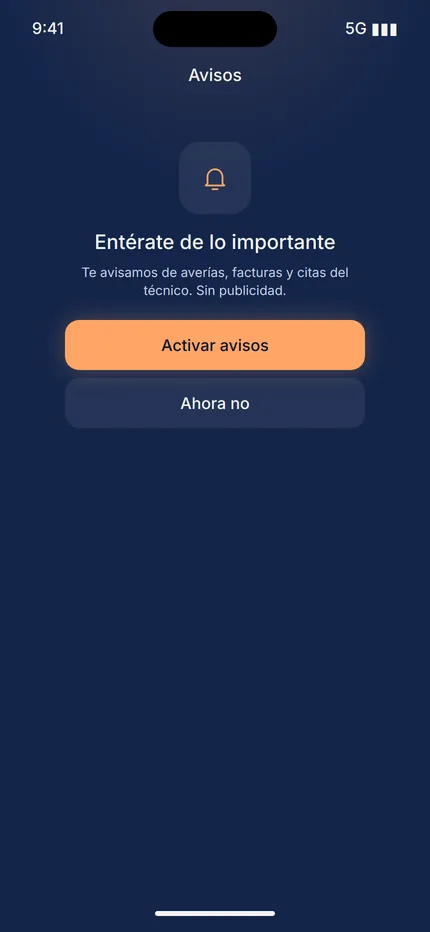 9:41
5G
Avisos
Entérate de lo importante
Te avisamos de averías, facturas y citas del
técnico. Sin publicidad.
Activar avisos
Ahora no